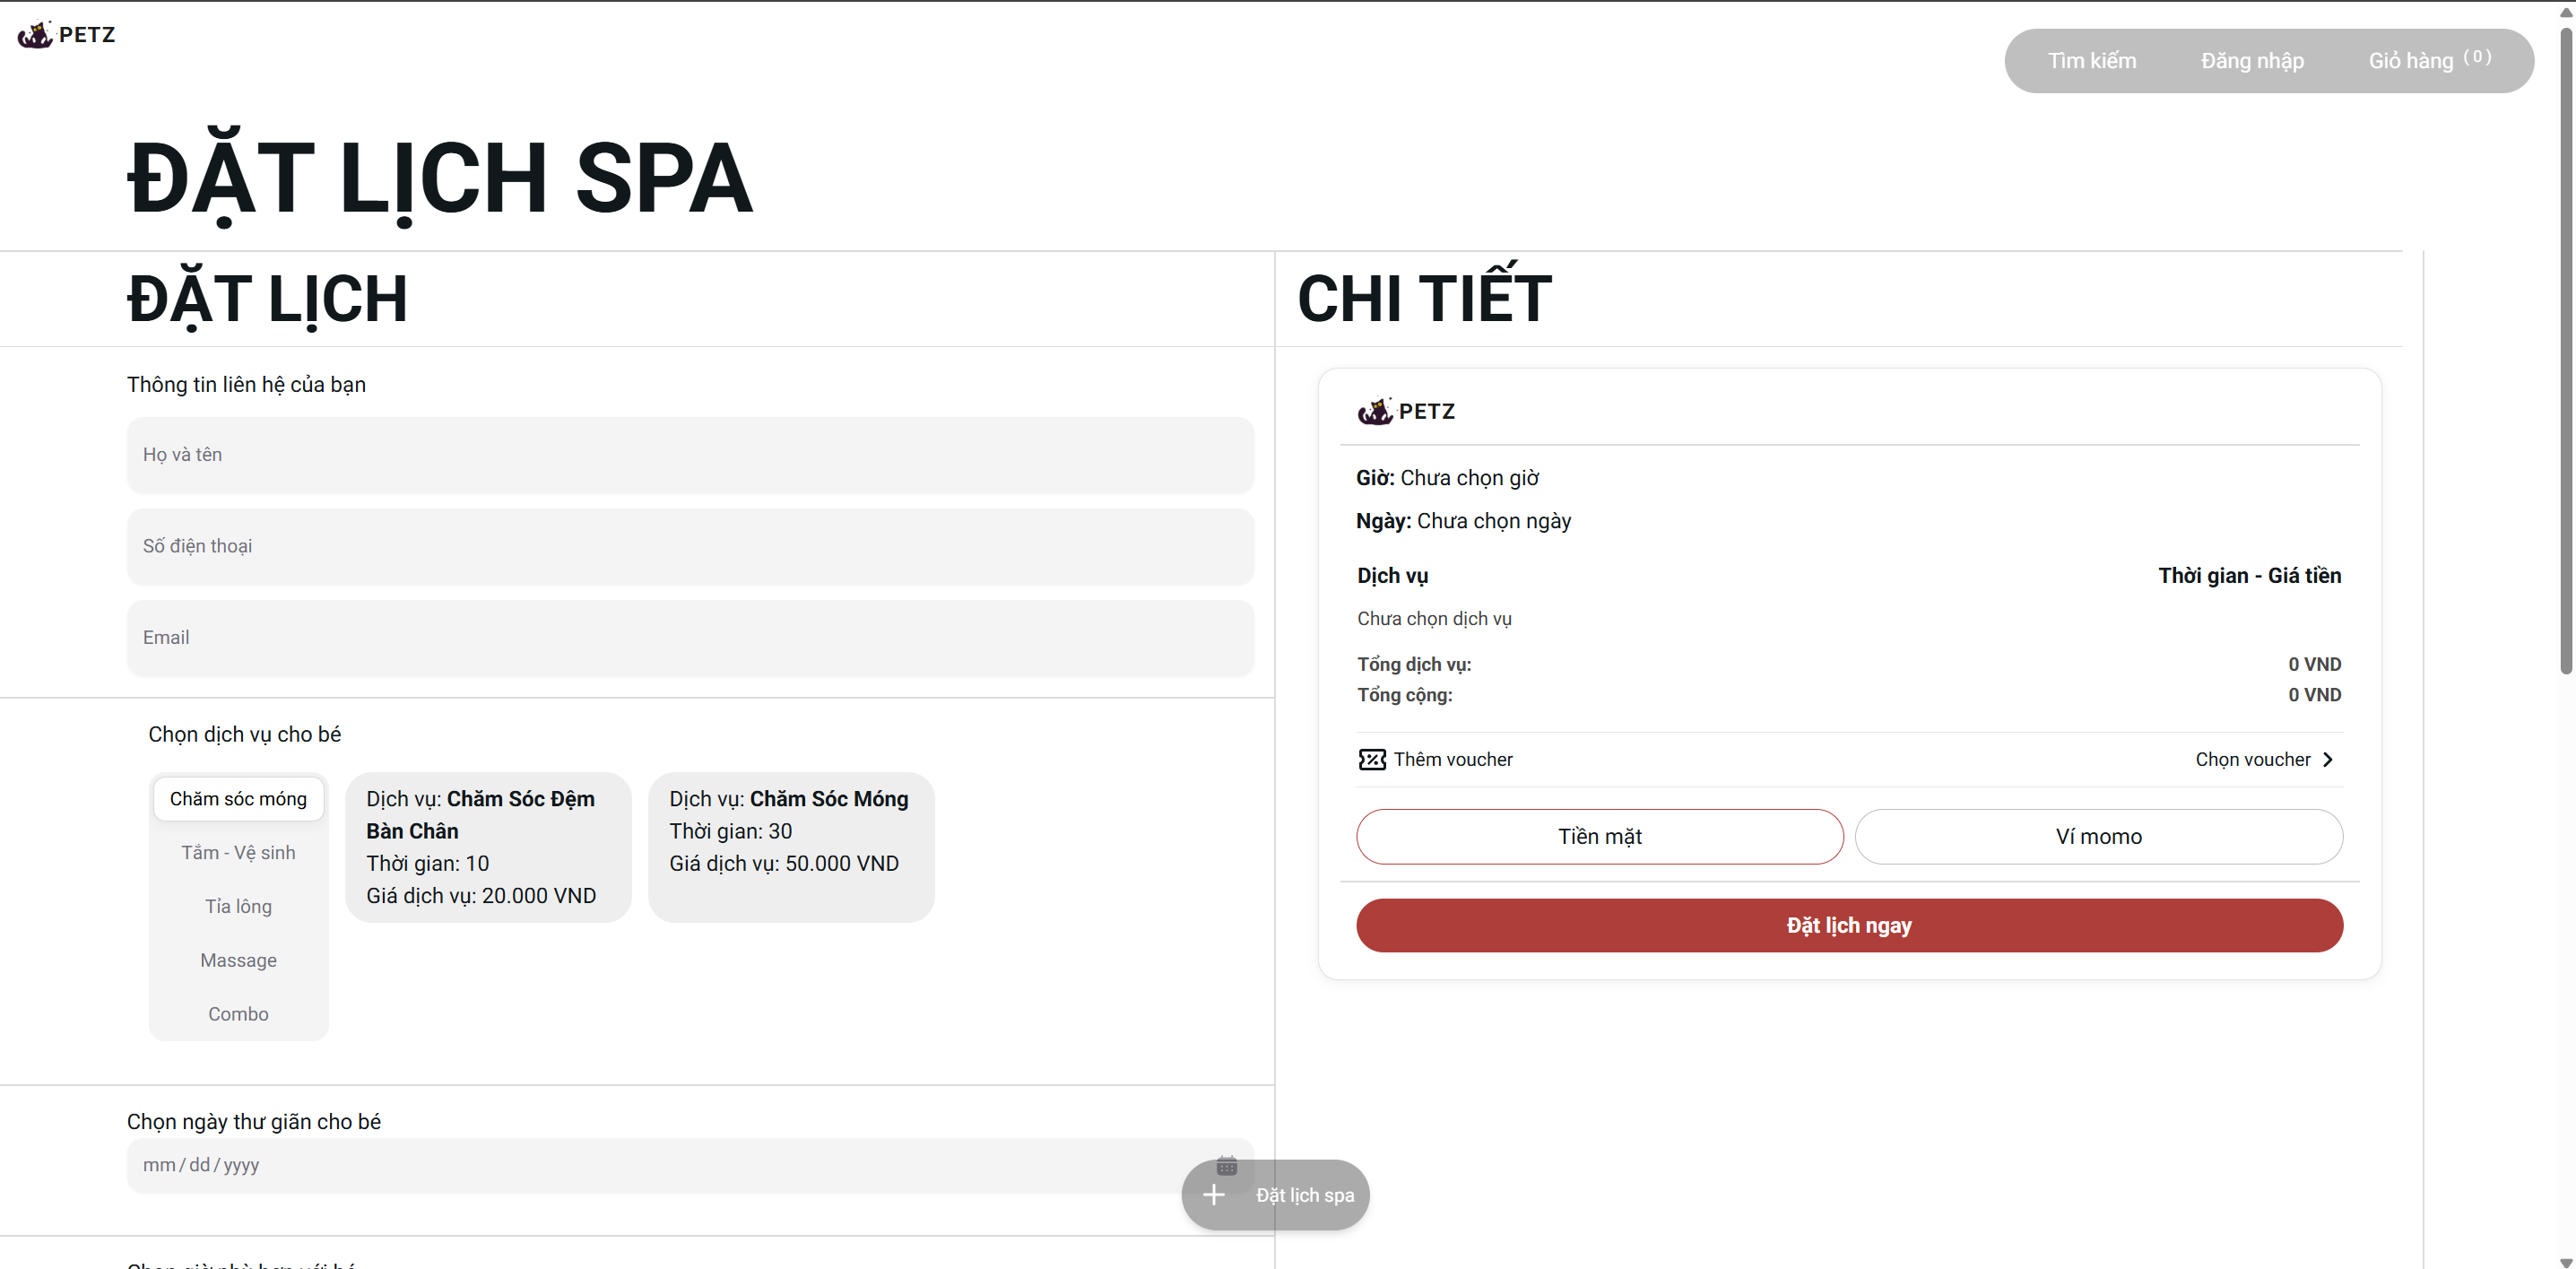 PETZ
Tìm kiếm
Đăng nhập
Giỏ hàng (0)
ĐẶT LỊCH SPA
ĐẶT LỊCH
Thông tin liên hệ của bạn
Họ và tên
Số điện thoại
Email
Chọn dịch vụ cho bé
Chăm sóc móng
Tắm - Vệ sinh
Tỉa lông
Massage
Combo
Dịch vụ: Chăm Sóc Đệm
Bàn Chân
Thời gian: 10
Giá dịch vụ: 20.000 VND
Dịch vụ: Chăm Sóc Móng
Thời gian: 30
Giá dịch vụ: 50.000 VND
Chọn ngày thư giãn cho bé
mm/dd/yyyy
Đặt lịch spa
Chọn giờ phù hợp với bé
CHI TIẾT
PETZ
Giờ: Chưa chọn giờ
Ngày: Chưa chọn ngày
Dịch vụ Thời gian - Giá tiền
Chưa chọn dịch vụ
Tổng dịch vụ: 0 VND
Tổng cộng: 0 VND
Thêm voucher Chọn voucher
Tiền mặt
Ví momo
Đặt lịch ngay